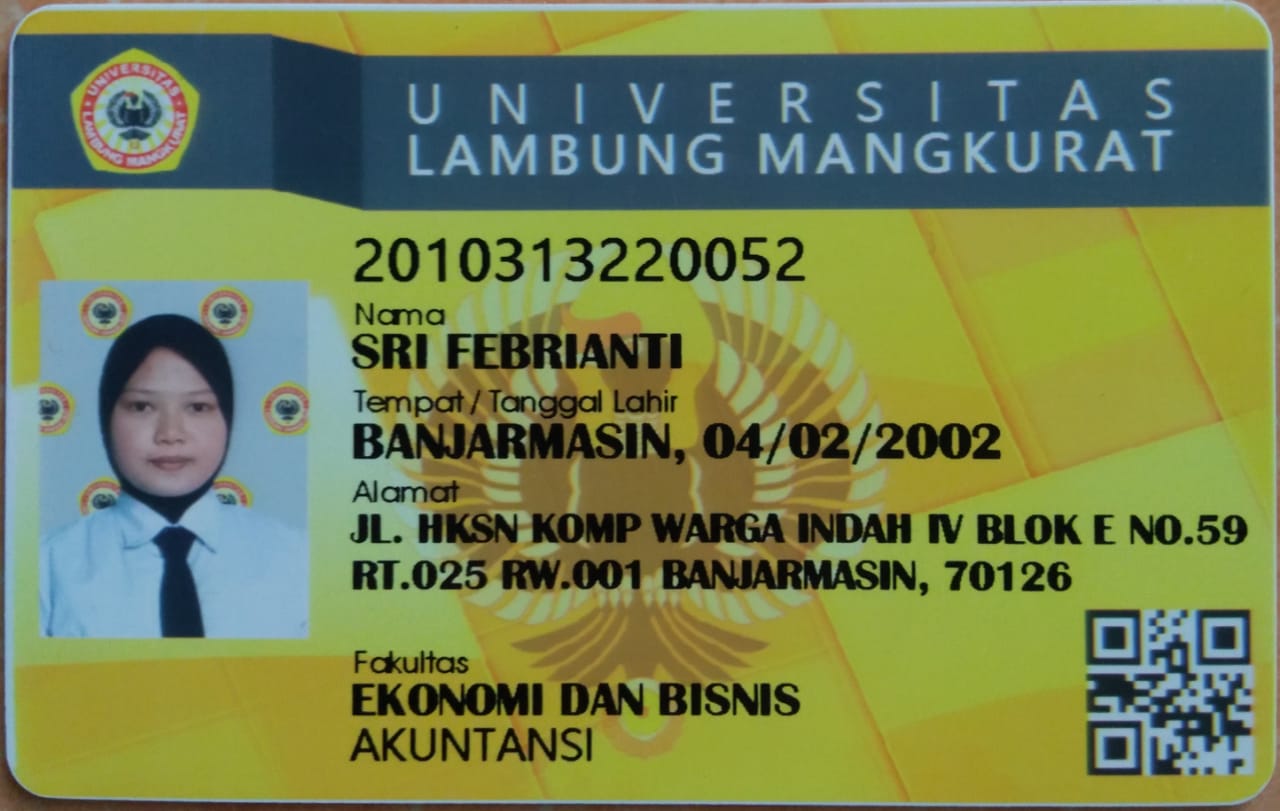 UNIVERSITAS
LAMBUNG MANGKURAT
UNIVERSITAS
LAMBUNG MANGKURAT
2010313220052
Nama
SRI FEBRIANTI
Tempat / Tanggal Lahir
BANJARMASIN, 04/02/2002
Alamat
JL. HKSN KOMP WARGA INDAH IV BLOK E NO.59
RT.025 RW.001 BANJARMASIN, 70126
Fakultas
EKONOMI DAN BISNIS
AKUNTANSI